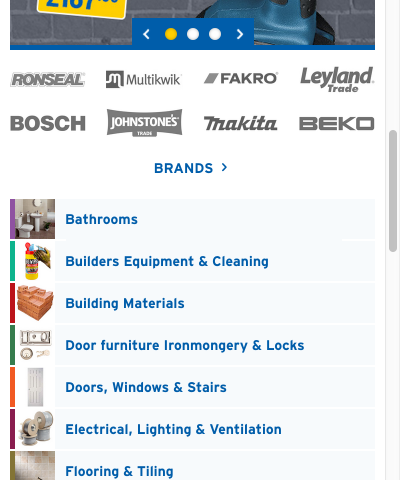 RONSEAL Multikwik FAKRO Leyland Trade
BOSCH JOHNSTONE'S TRADE Makita BEKO
BRANDS
Bathrooms
Builders Equipment & Cleaning
Building Materials
Door furniture Ironmongery & Locks
Doors, Windows & Stairs
Electrical, Lighting & Ventilation
Flooring & Tiling